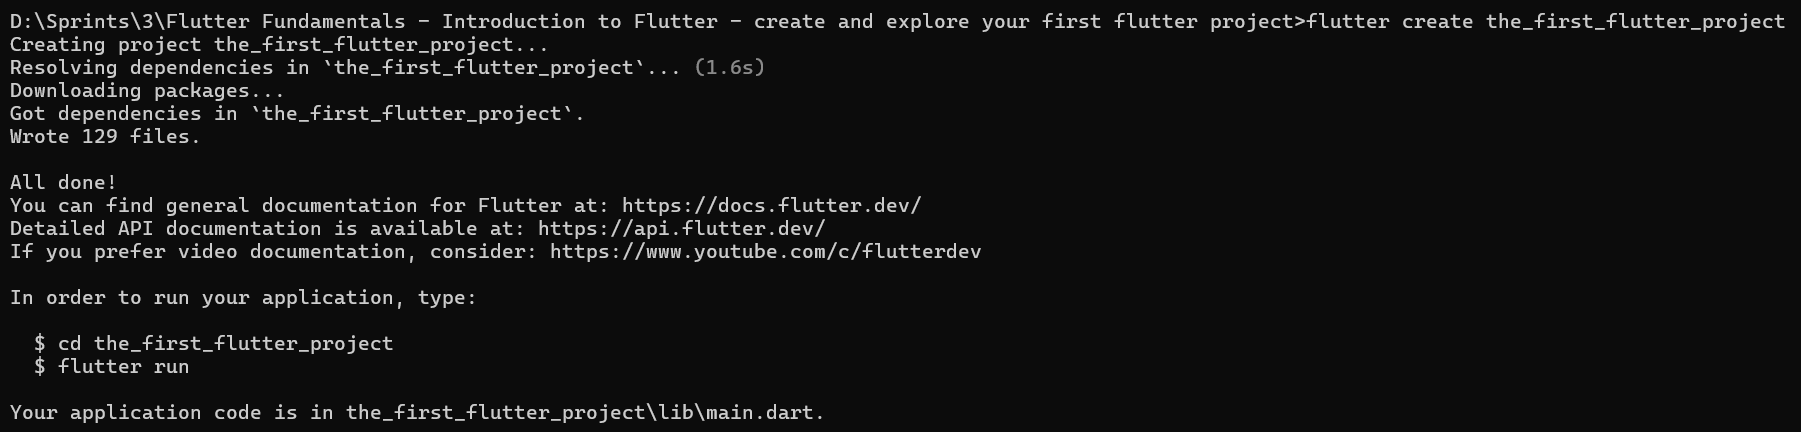 D:\Sprints\3\Flutter Fundamentals - Introduction to Flutter - create and explore your first flutter project>flutter create the_first_flutter_project
Creating project the_first_flutter_project...
Resolving dependencies in `the_first_flutter_project`... (1.6s)
Downloading packages...
Got dependencies in `the_first_flutter_project`.
Wrote 129 files.

All done!
You can find general documentation for Flutter at: https://docs.flutter.dev/
Detailed API documentation is available at: https://api.flutter.dev/
If you prefer video documentation, consider: https://www.youtube.com/c/flutterdev

In order to run your application, type:

  $ cd the_first_flutter_project
  $ flutter run

Your application code is in the_first_flutter_project\lib\main.dart.